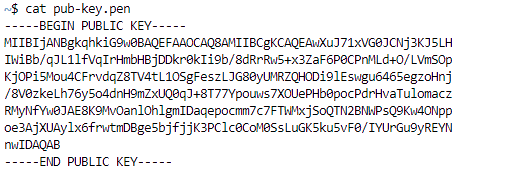 ~$ cat pub-key.pen
-----BEGIN PUBLIC KEY-----
MIIBIjANBgkqhkiG9w0BAQEFAAOCAQ8AMIIBCgKCAQEAwXuJ71xVG0JCNj3KJ5LH
IWiBb/qJL1lfVqIrHmbHBjDDkr0kIi9b/8dRrRw5+x3ZaF6P0CPnMLd+O/LVmSOp
KjOPi5Mou4CFrvdqZ8TV4tL1OSgFeszLJG80yUMRZQHODi9lEswgu6465egzoHnj
/8V0zkeLh76y5o4dnH9mZxUQ0qJ+8T77Ypouws7XOUePHb0pocPdrHvaTulomacz
RMyNfYw0JAE8K9MvOanlOhlgmIDaqepocmm7c7FTWMxjSoQTN2BNWPsQ9Kw4ONpp
oe3AjXUAylx6frwtmDBge5bjfjjK3PClc0CoM0SsLuGK5ku5vF0/IYUrGu9yREYN
nwIDAQAB
-----END PUBLIC KEY-----